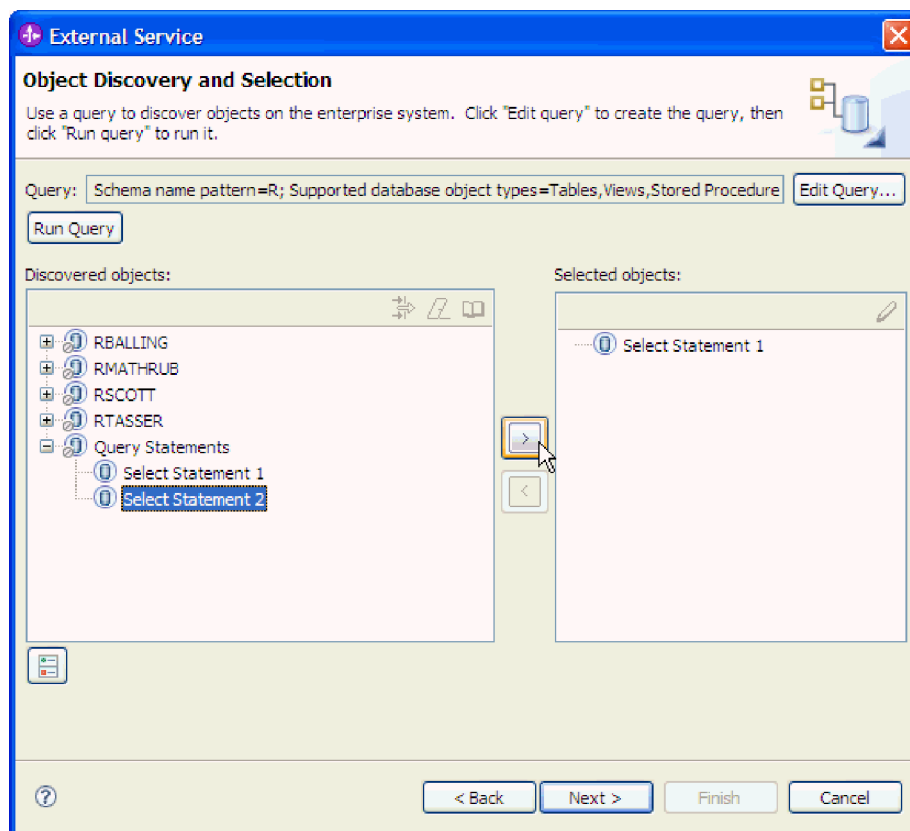 External Service
Object Discovery and Selection
Use a query to discover objects on the enterprise system. Click "Edit query" to create the query, then
click "Run query" to run it.
Query: Schema name pattern=R; Supported database object types=Tables,Views,Stored Procedure Edit Query...
Run Query
Discovered objects:
Selected objects:
RBALLING
RMATHRUB
RSCOTT
RTASSER
Query Statements
Select Statement 1
Select Statement 2
>
<
Select Statement 1
< Back Next > Finish Cancel